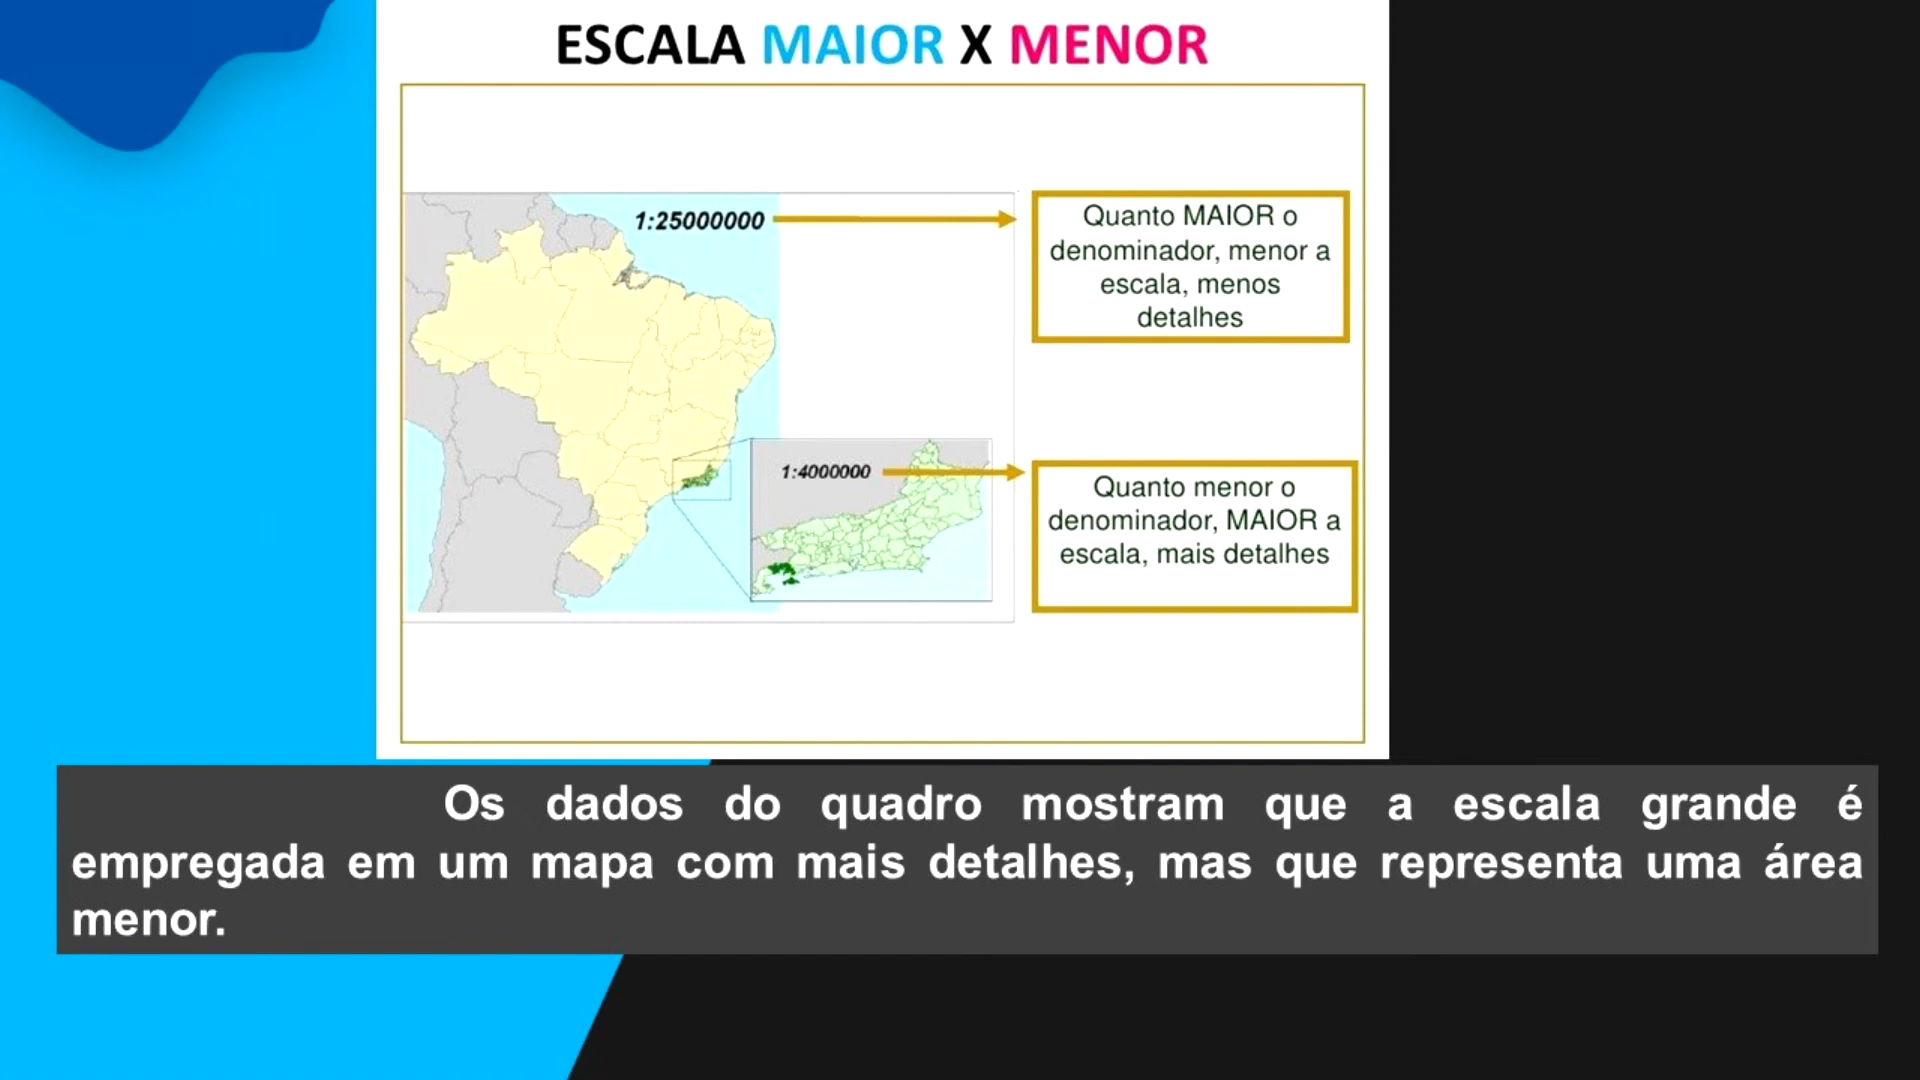 ESCALA MAIOR X MENOR
1:25000000
Quanto MAIOR o
denominador, menor a
escala, menos
detalhes
1:4000000
Quanto menor o
denominador, MAIOR a
escala, mais detalhes
Os dados do quadro mostram que a escala grande é
empregada em um mapa com mais detalhes, mas que representa uma área
menor.